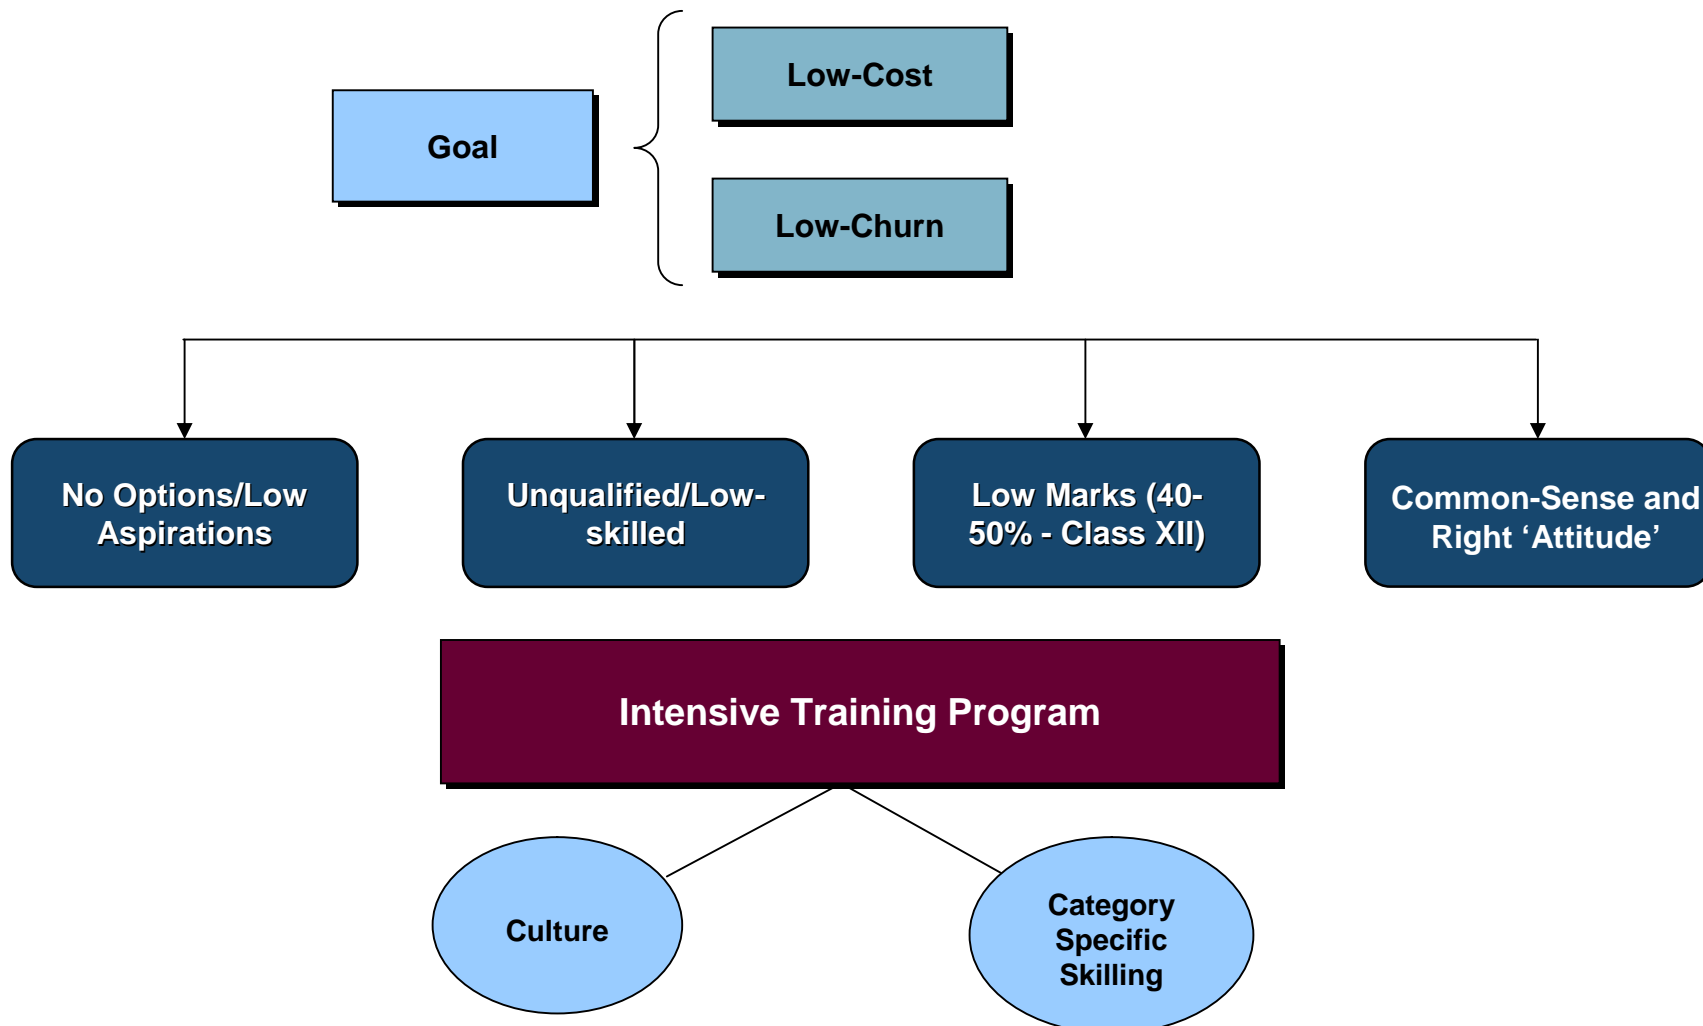 Low-Cost
Goal
Low-Churn
No Options/Low
Aspirations
Unqualified/Low-
skilled
Low Marks (40-
50% - Class XII)
Common-Sense and
Right ‘Attitude’
Intensive Training Program
Culture
Category
Specific
Skilling